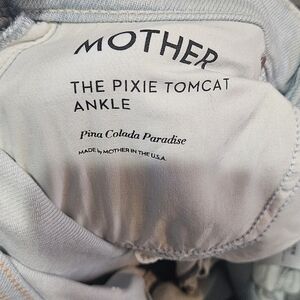 MOTHER
THE PIXIE TOMCAT
ANKLE
Pina Colada Paradise
MADE by MOTHER IN THE U.S.A.